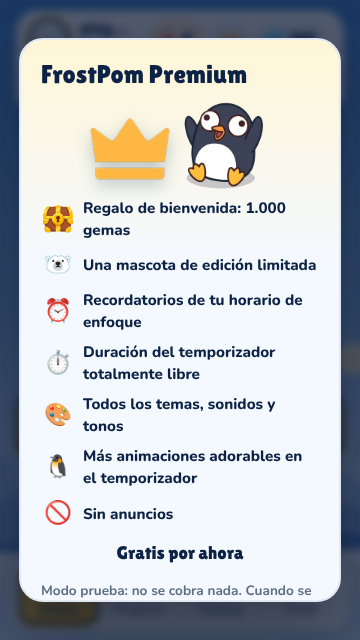 FrostPom Premium
Regalo de bienvenida: 1.000
gemas
Una mascota de edición limitada
Recordatorios de tu horario de
enfoque
Duración del temporizador
totalmente libre
Todos los temas, sonidos y
tonos
Más animaciones adorables en
el temporizador
Sin anuncios
Gratis por ahora
Modo prueba: no se cobra nada. Cuando se